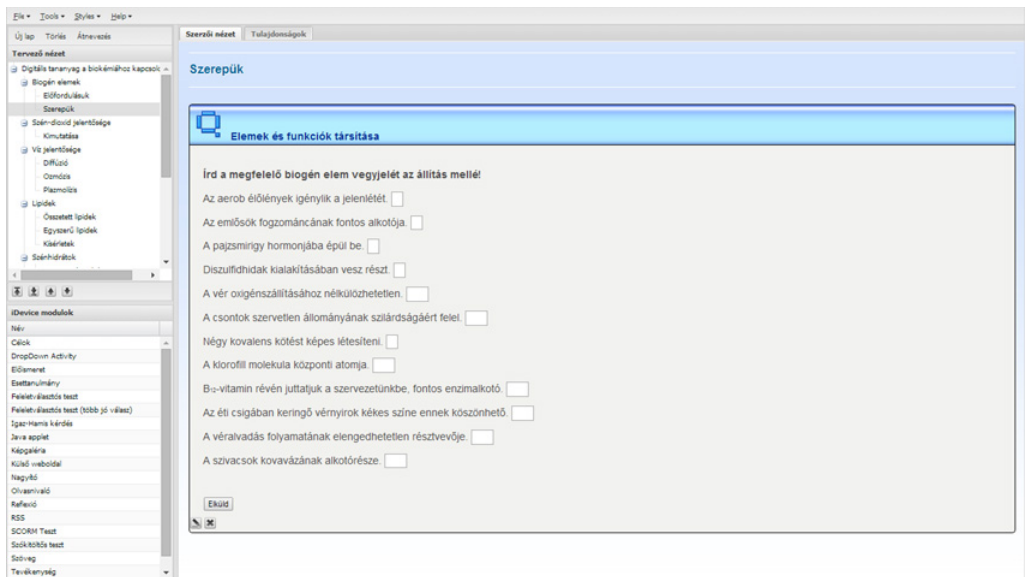 File Tools Styles Help
Új lap Törlés Átnevezés
Tervező nézet
Digitális tananyag a biokémiához kapcsol
Biogén elemek
Előfordulásuk
Szerepük
Szén-dioxid jelentősége
Kimutatása
Víz jelentősége
Diffúzió
Ozmózis
Plazmolízis
Lipidek
Összetett lipidek
Egyszerű lipidek
Kísérletek
Szénhidrátok
iDevice modulok
Név
Célok
DropDown Activity
Előismeret
Esettanulmány
Feleletválasztós teszt
Feleletválasztós teszt (több jó válasz)
Igaz-Hamis kérdés
Java applet
Képgaléria
Külső weboldal
Nagyító
Olvasnivaló
Reflexió
RSS
SCORM Teszt
Szókitöltős teszt
Szöveg
Tevékenység
Szerzői nézet Tulajdonságok
Szerepük
Elemek és funkciók társítása
Írd a megfelelő biogén elem vegyjelét az állítás mellé!
Az aerob élőlények igénylik a jelenlétét.
Az emlősök fogzománcának fontos alkotója.
A pajzsmirigy hormonjába épül be.
Diszulfidhidak kialakításában vesz részt.
A vér oxigénszállításához nélkülözhetetlen.
A csontok szervetlen állományának szilárdságáért felel.
Négy kovalens kötést képes létesíteni.
A klorofill molekula központi atomja.
B₁₂-vitamin révén juttatjuk a szervezetünkbe, fontos enzimalkotó.
Az éti csigában keringő vérnyirok kékes színe ennek köszönhető.
A véralvadás folyamatának elengedhetetlen résztvevője.
A szivacsok kovavázának alkotórésze.
Elküld